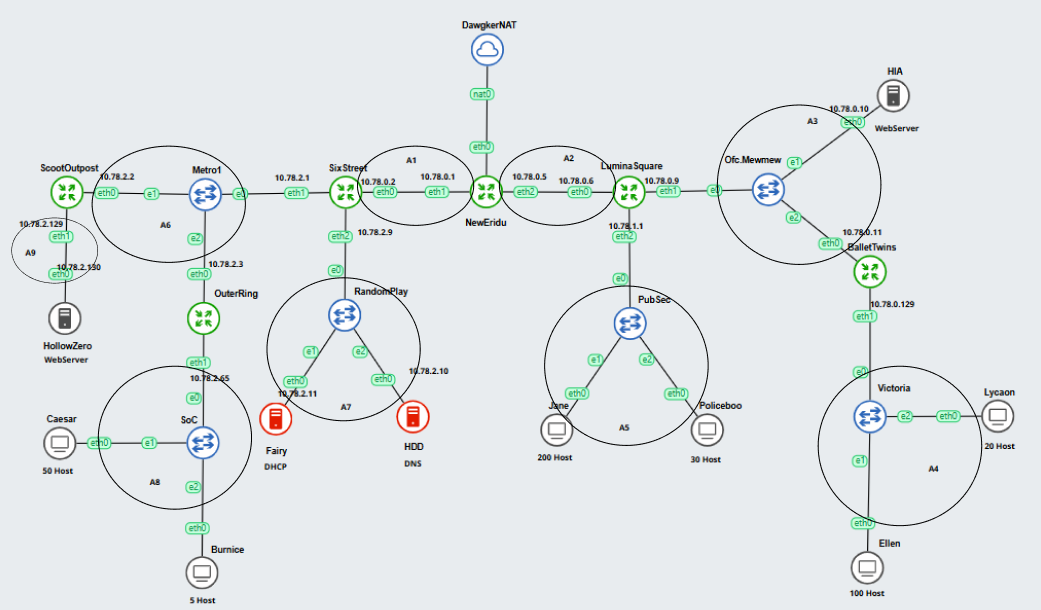 DawgkerNAT
nat0
eth0
HIA
10.78.0.10
eth0
WebServer
A3
Ofc.Mewmew
e1
e0
e2
eth0
10.78.0.11
BalletTwins
ScootOutpost
10.78.2.2
eth0
e1
Metro1
e0
10.78.2.1
eth1
SixStreet
10.78.0.2
eth0
A1
10.78.0.1
eth1
NewEridu
10.78.0.5
eth2
A2
10.78.0.6
eth0
LuminaSquare
10.78.0.9
eth1
A6
e2
10.78.2.129
eth1
A9
10.78.2.130
eth0
HollowZero
WebServer
10.78.2.3
eth0
OuterRing
eth1
10.78.2.65
e0
SoC
Caesar
eth0
e1
50 Host
A8
e2
eth0
Burnice
5 Host
eth2
10.78.2.9
e0
RandomPlay
e1
e2
eth0
10.78.2.11
eth0
10.78.2.10
A7
Fairy
DHCP
HDD
DNS
10.78.1.1
eth2
e0
PubSec
e1
e2
eth0
eth0
Jane
Policeboo
A5
200 Host
30 Host
10.78.0.129
eth1
e0
Victoria
e2
eth0
Lycaon
20 Host
e1
A4
eth0
Ellen
100 Host